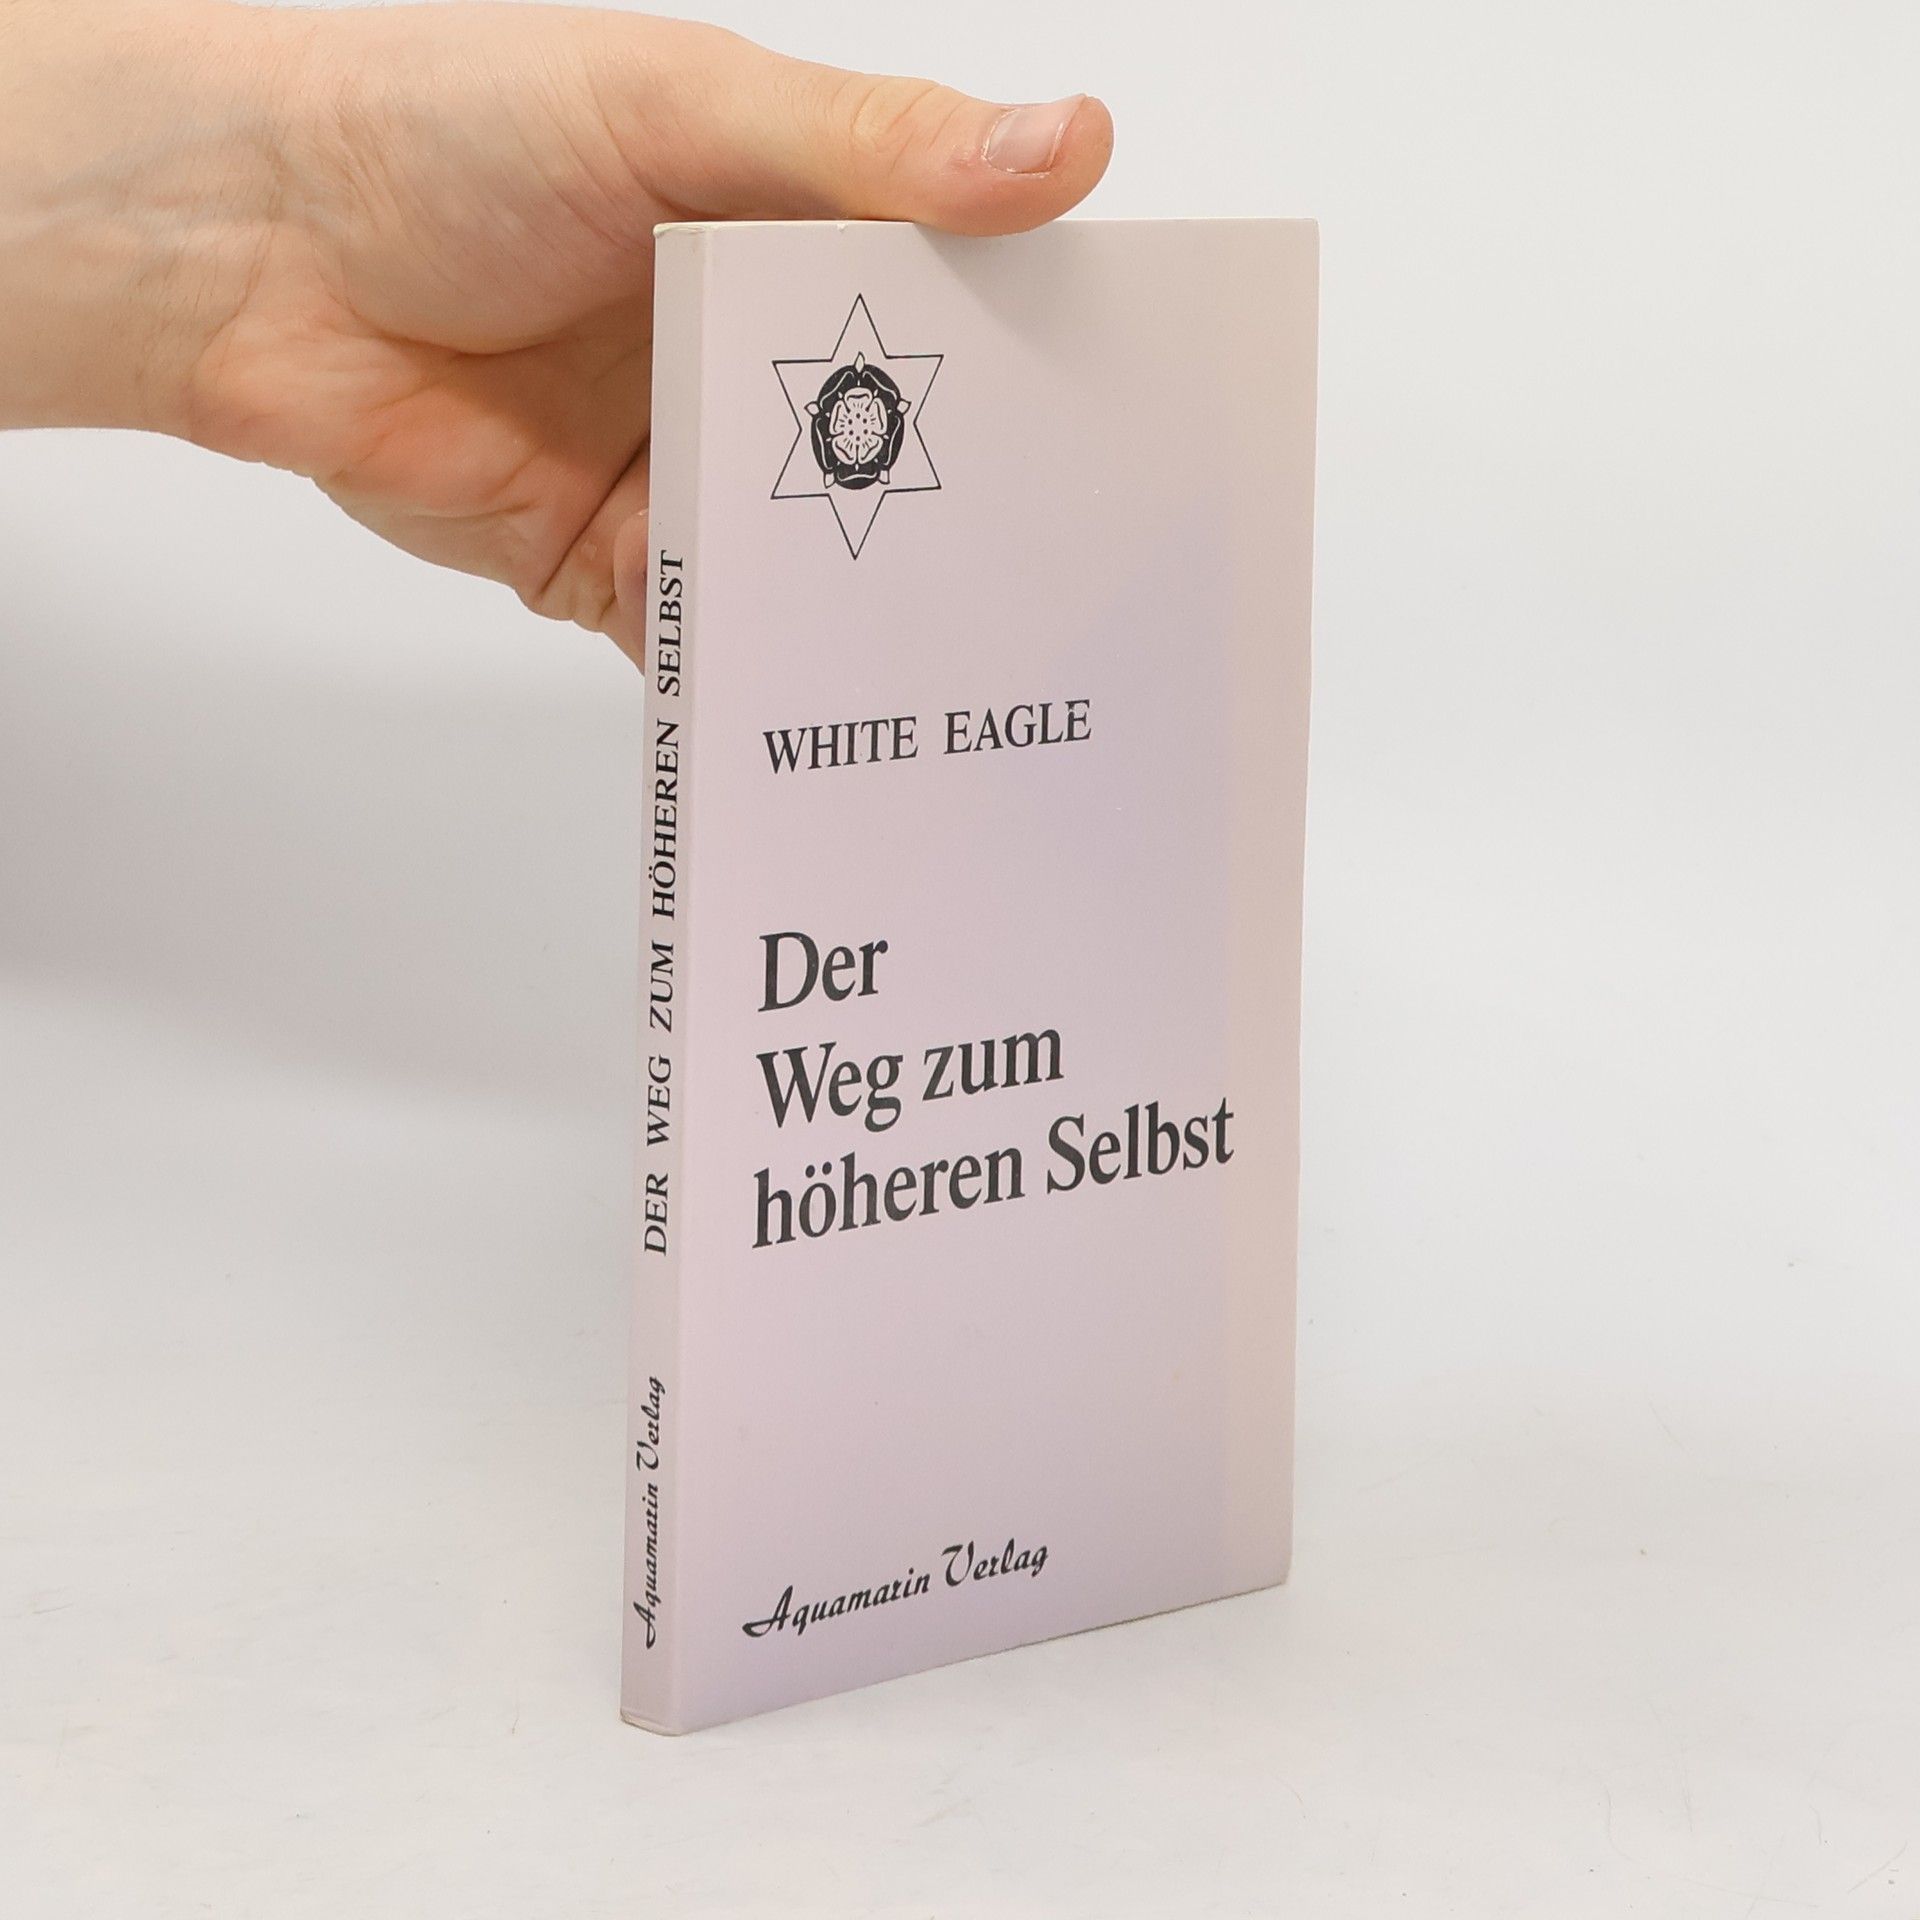 WHITE EAGLE
Der
Weg zum
höheren Selbst
Aquamarin Verlag
DER WEG ZUM HÖHEREN SELBST
Aquamarin Verlag